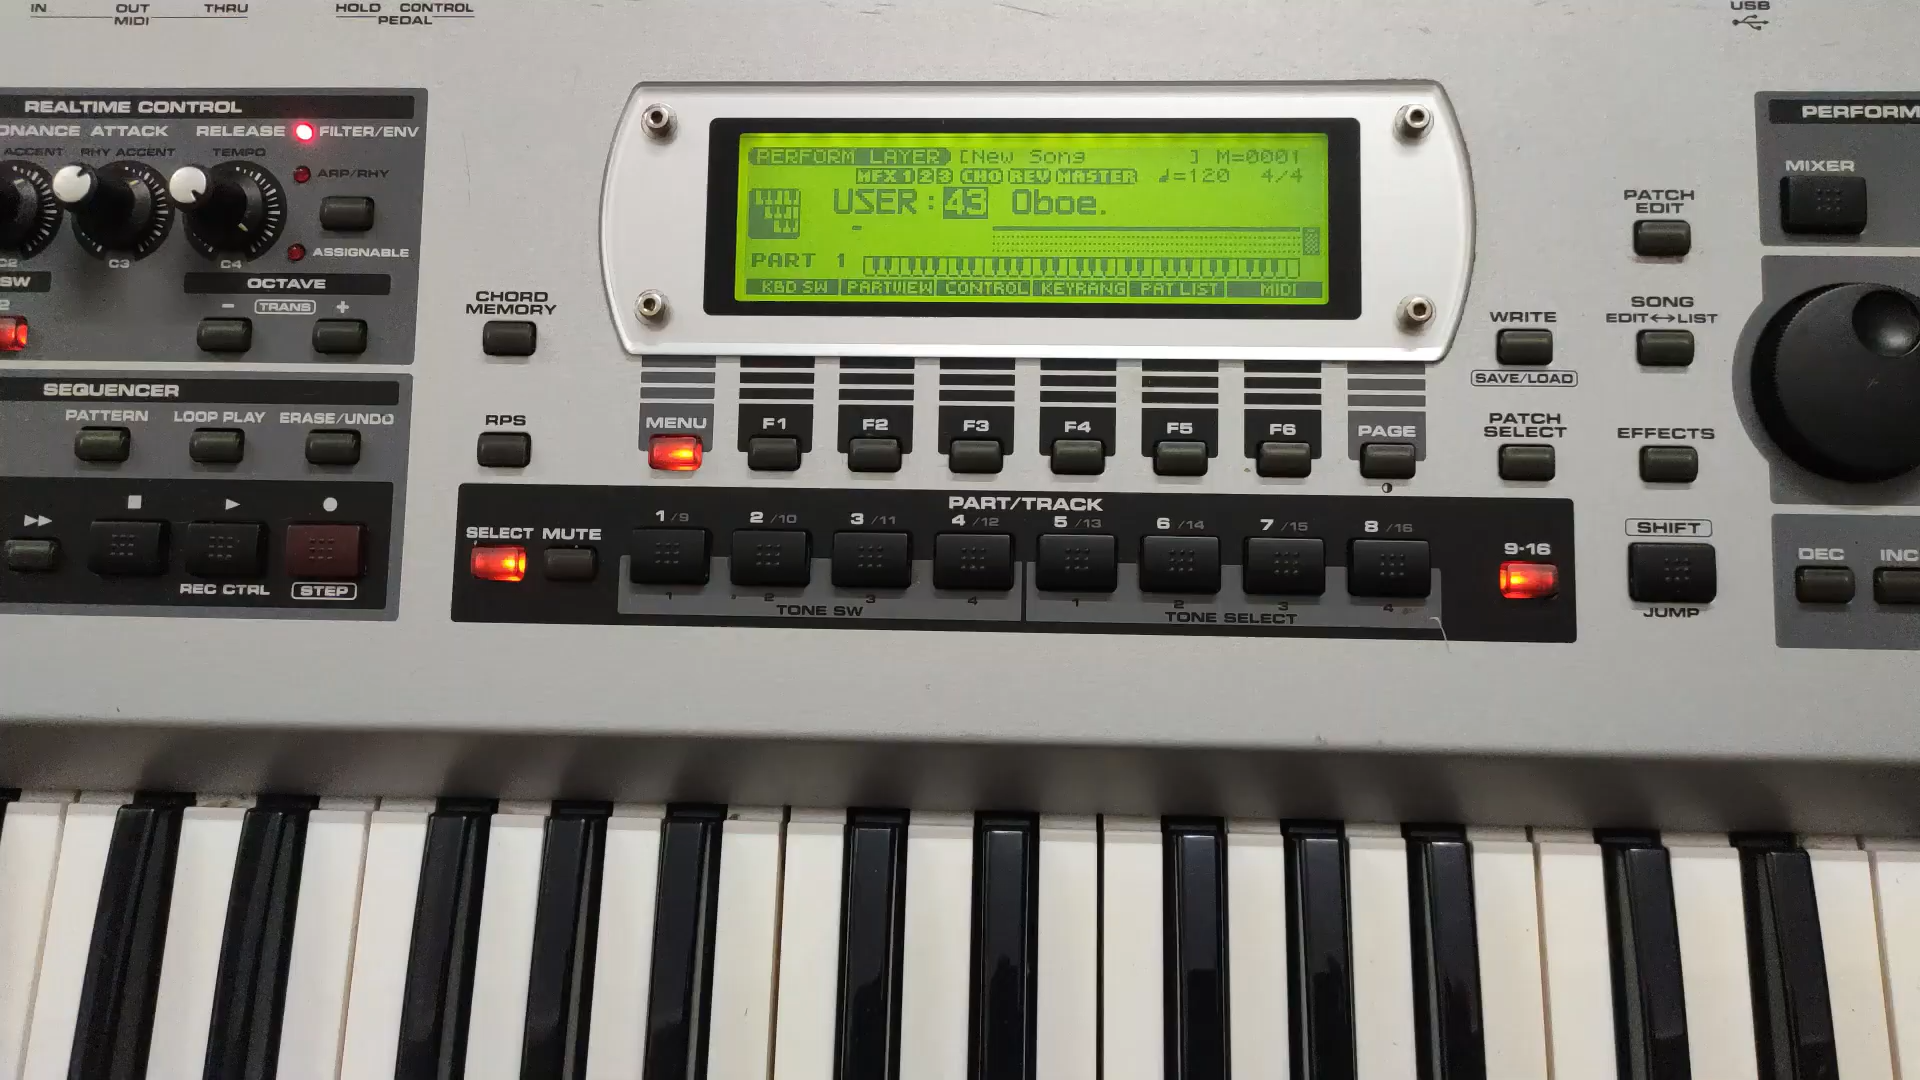 IN OUT THRU
MIDI
HOLD CONTROL
PEDAL
USB
REALTIME CONTROL
ONANCE ATTACK RELEASE FILTER/ENV
ACCENT RHY ACCENT TEMPO
ARP/RHY
ASSIGNABLE
C2 C3 C4
SW
2
OCTAVE
- TRANS +
SEQUENCER
PATTERN LOOP PLAY ERASE/UNDO
REC CTRL STEP
CHORD
MEMORY
RPS
PERFORM LAYER [New Song ] M=0001
MFX 1 2 3 CHO REV MASTER ♩=120 4/4
USER:43 Oboe.
PART 1
KBD SW PARTVIEW CONTROL KEYRANG PAT LIST MIDI
MENU F1 F2 F3 F4 F5 F6 PAGE
PART/TRACK
SELECT MUTE
1/9 2/10 3/11 4/12 5/13 6/14 7/15 8/16
9-16
1 2 3 4 1 2 3 4
TONE SW TONE SELECT
WRITE
SAVE/LOAD
PATCH
SELECT
PATCH
EDIT
SONG
EDIT↔LIST
EFFECTS
SHIFT
JUMP
PERFORM
MIXER
DEC INC